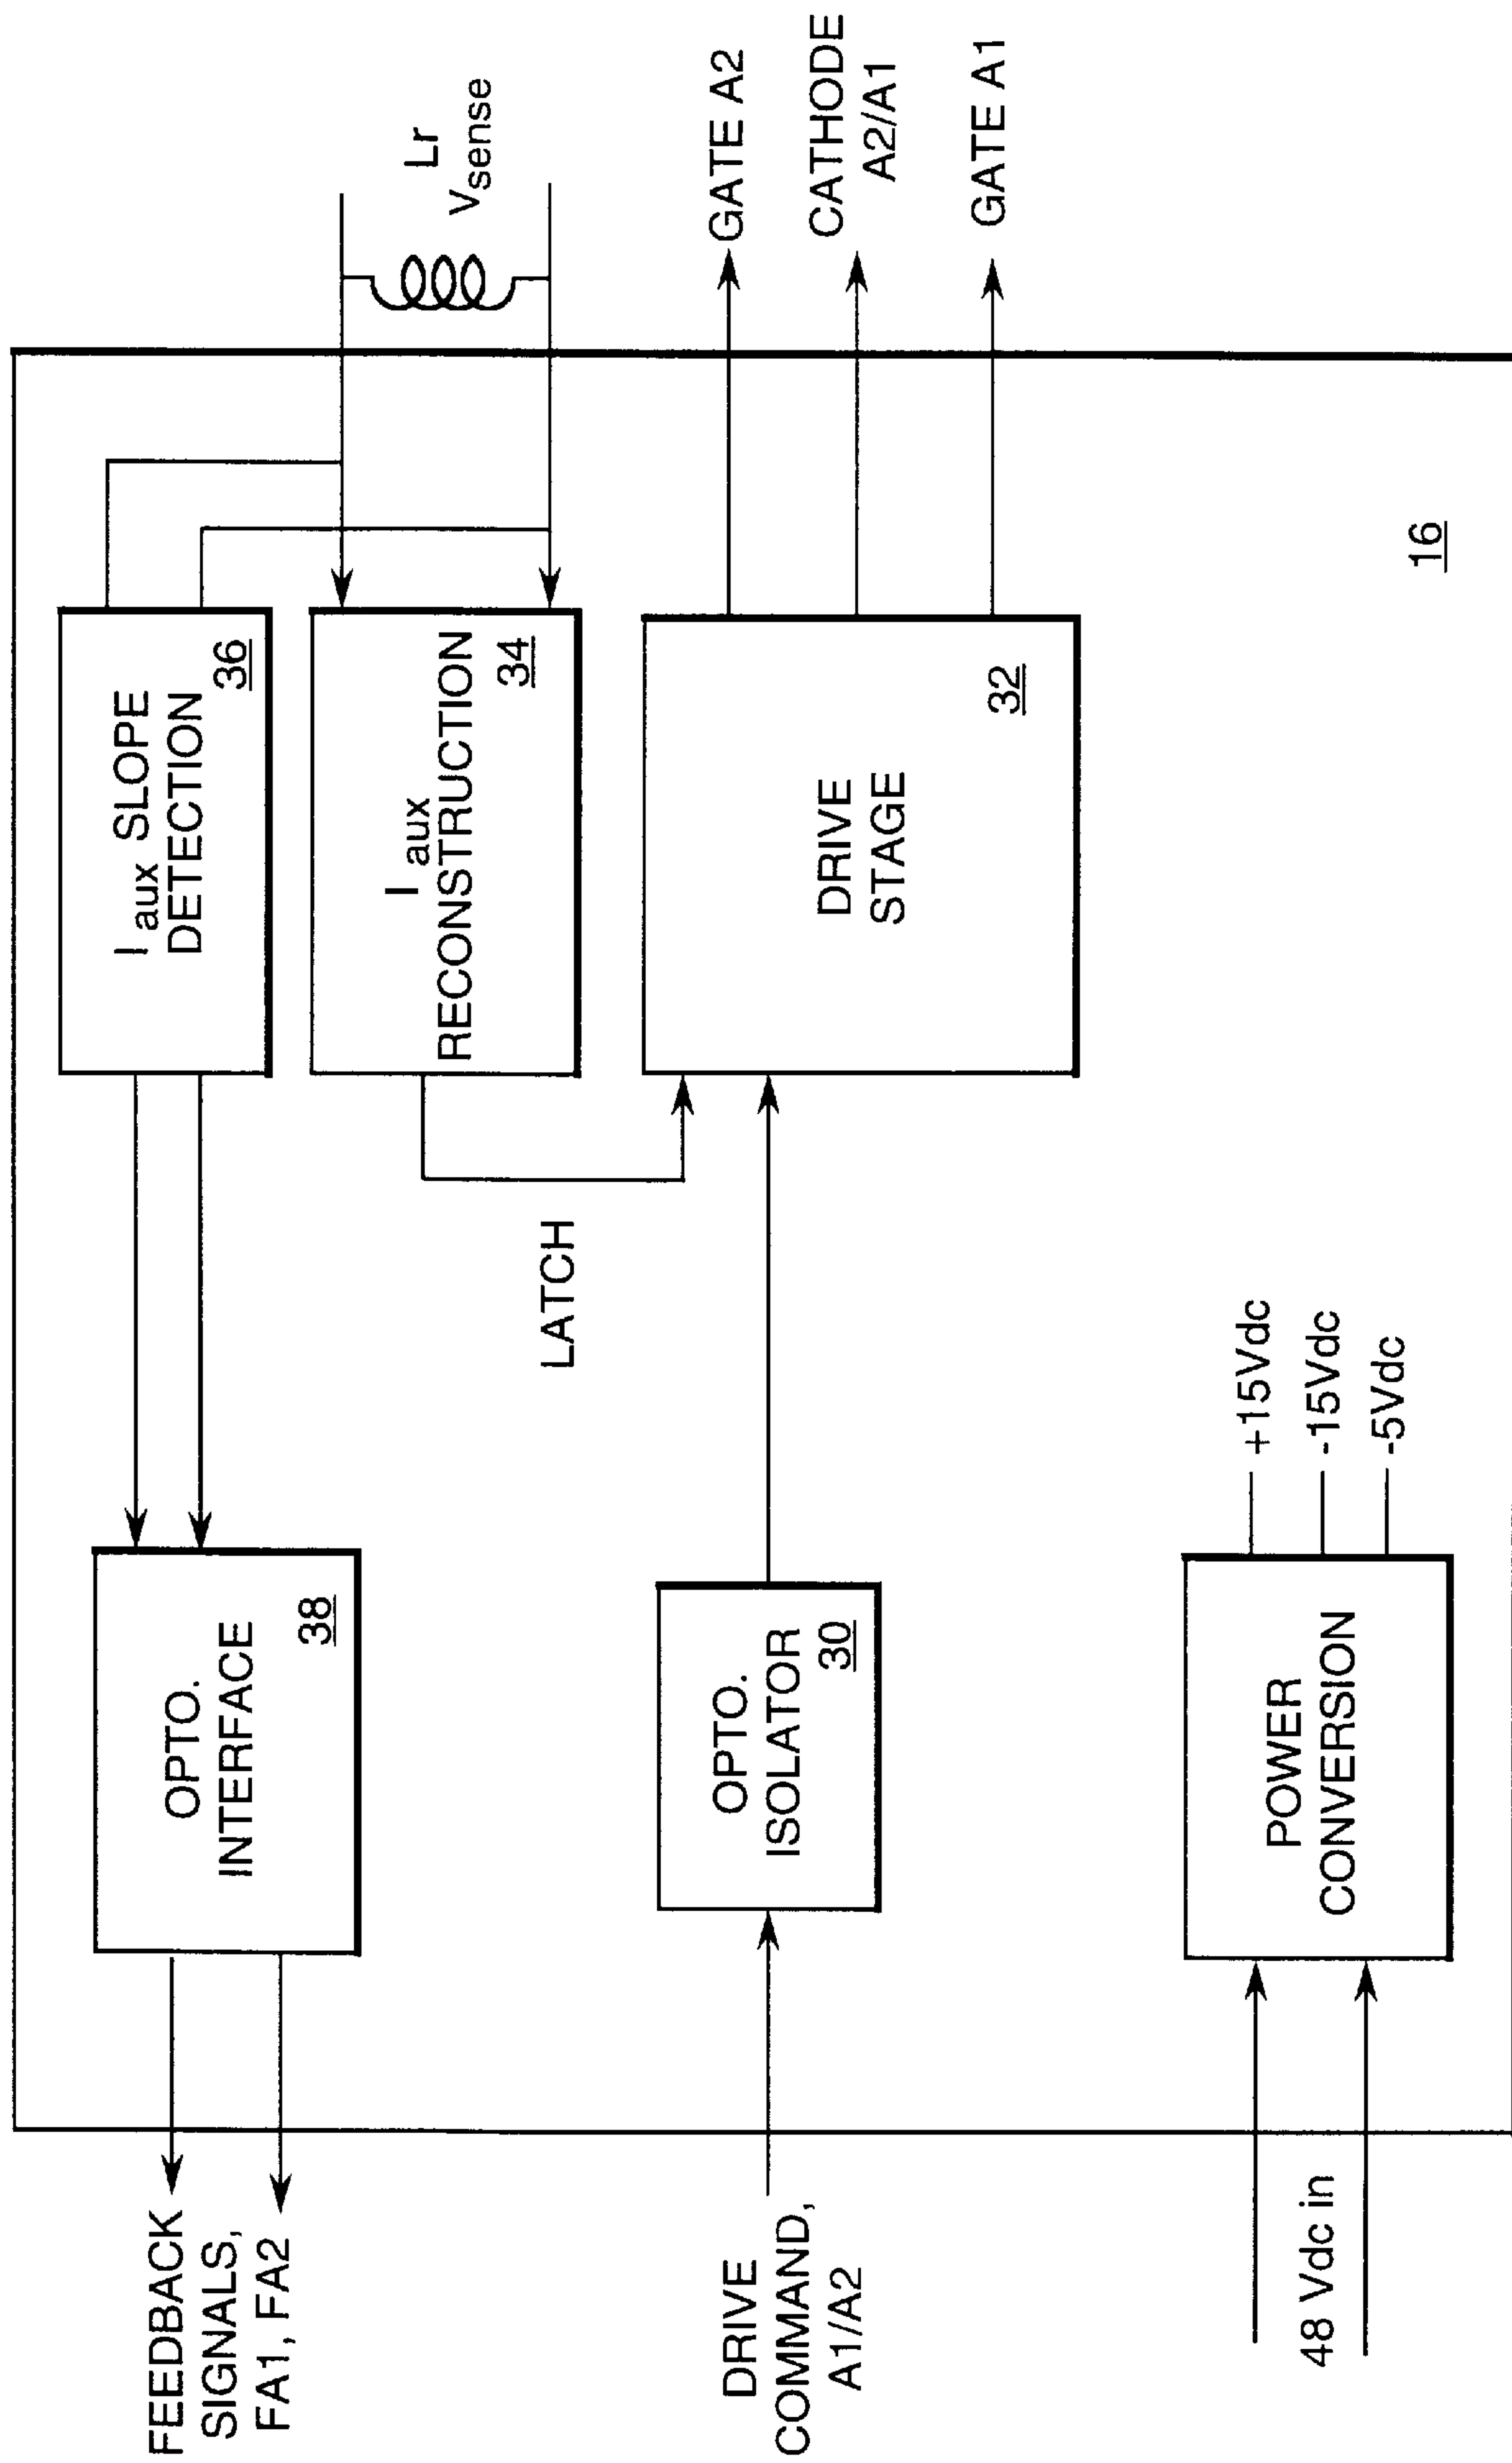 FEEDBACK
SIGNALS,
FA1, FA2
OPTO.
INTERFACE
38
I aux SLOPE
DETECTION
36
I aux
RECONSTRUCTION
34
Lr
Vsense
LATCH
DRIVE
COMMAND,
A1/A2
OPTO.
ISOLATOR
30
DRIVE
STAGE
32
GATE A2
CATHODE
A2/A1
GATE A1
48 Vdc in
POWER
CONVERSION
+15Vdc
-15Vdc
-5Vdc
16